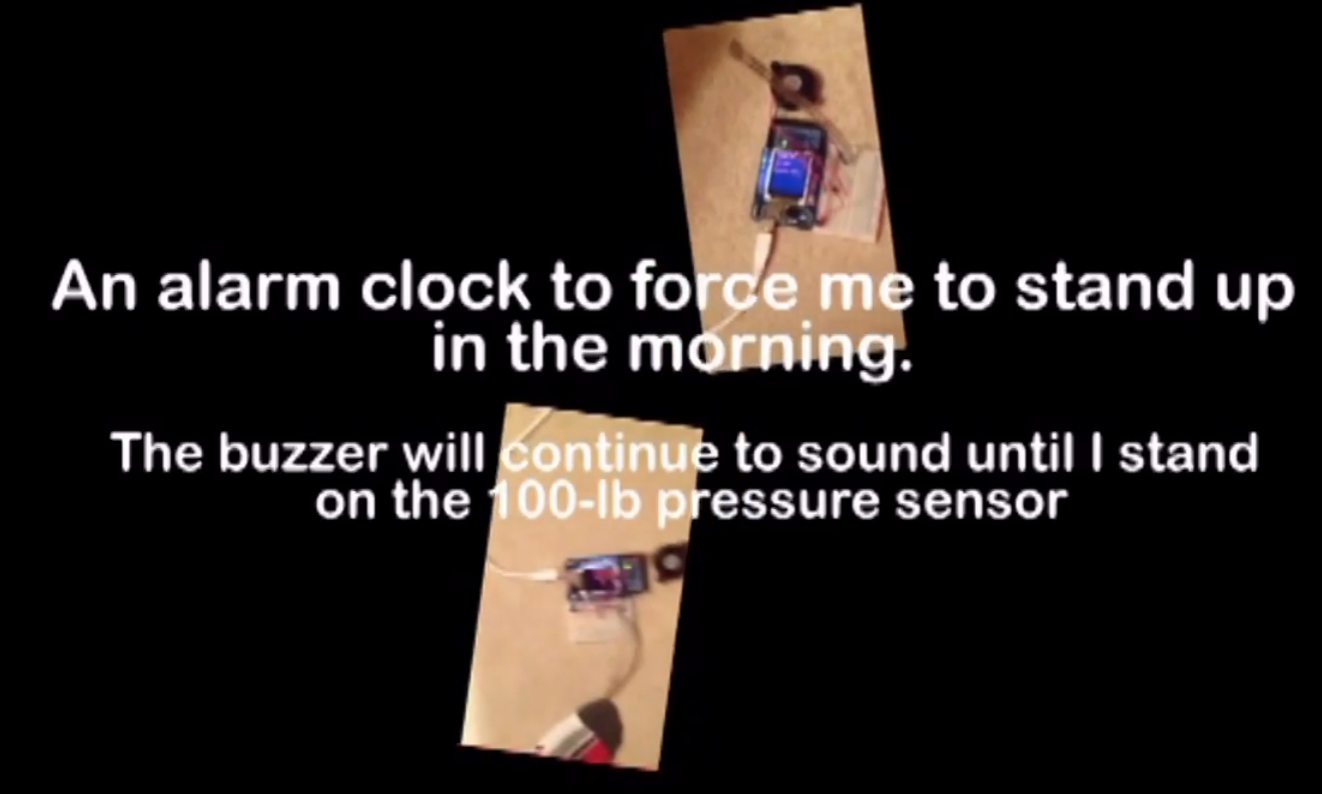 An alarm clock to force me to stand up
in the morning.
The buzzer will continue to sound until I stand
on the 100-lb pressure sensor